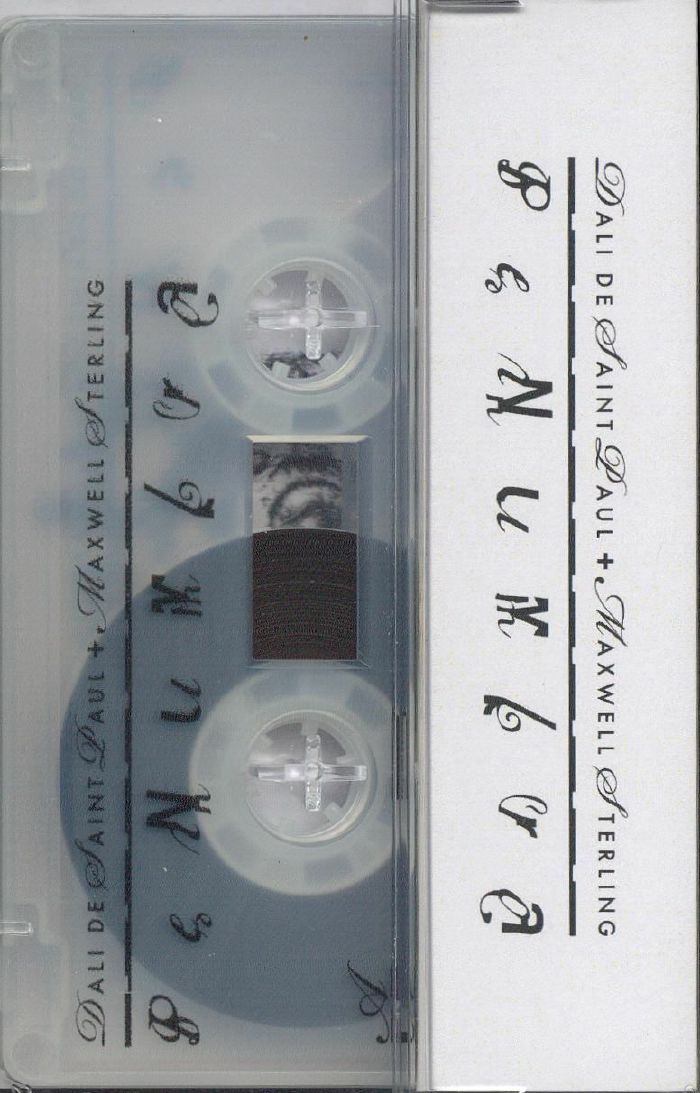 DALI DE SAINT PAUL + MAXWELL STERLING
PeNuMbra
A
DALI DE SAINT PAUL + MAXWELL STERLING
PeNuMbra